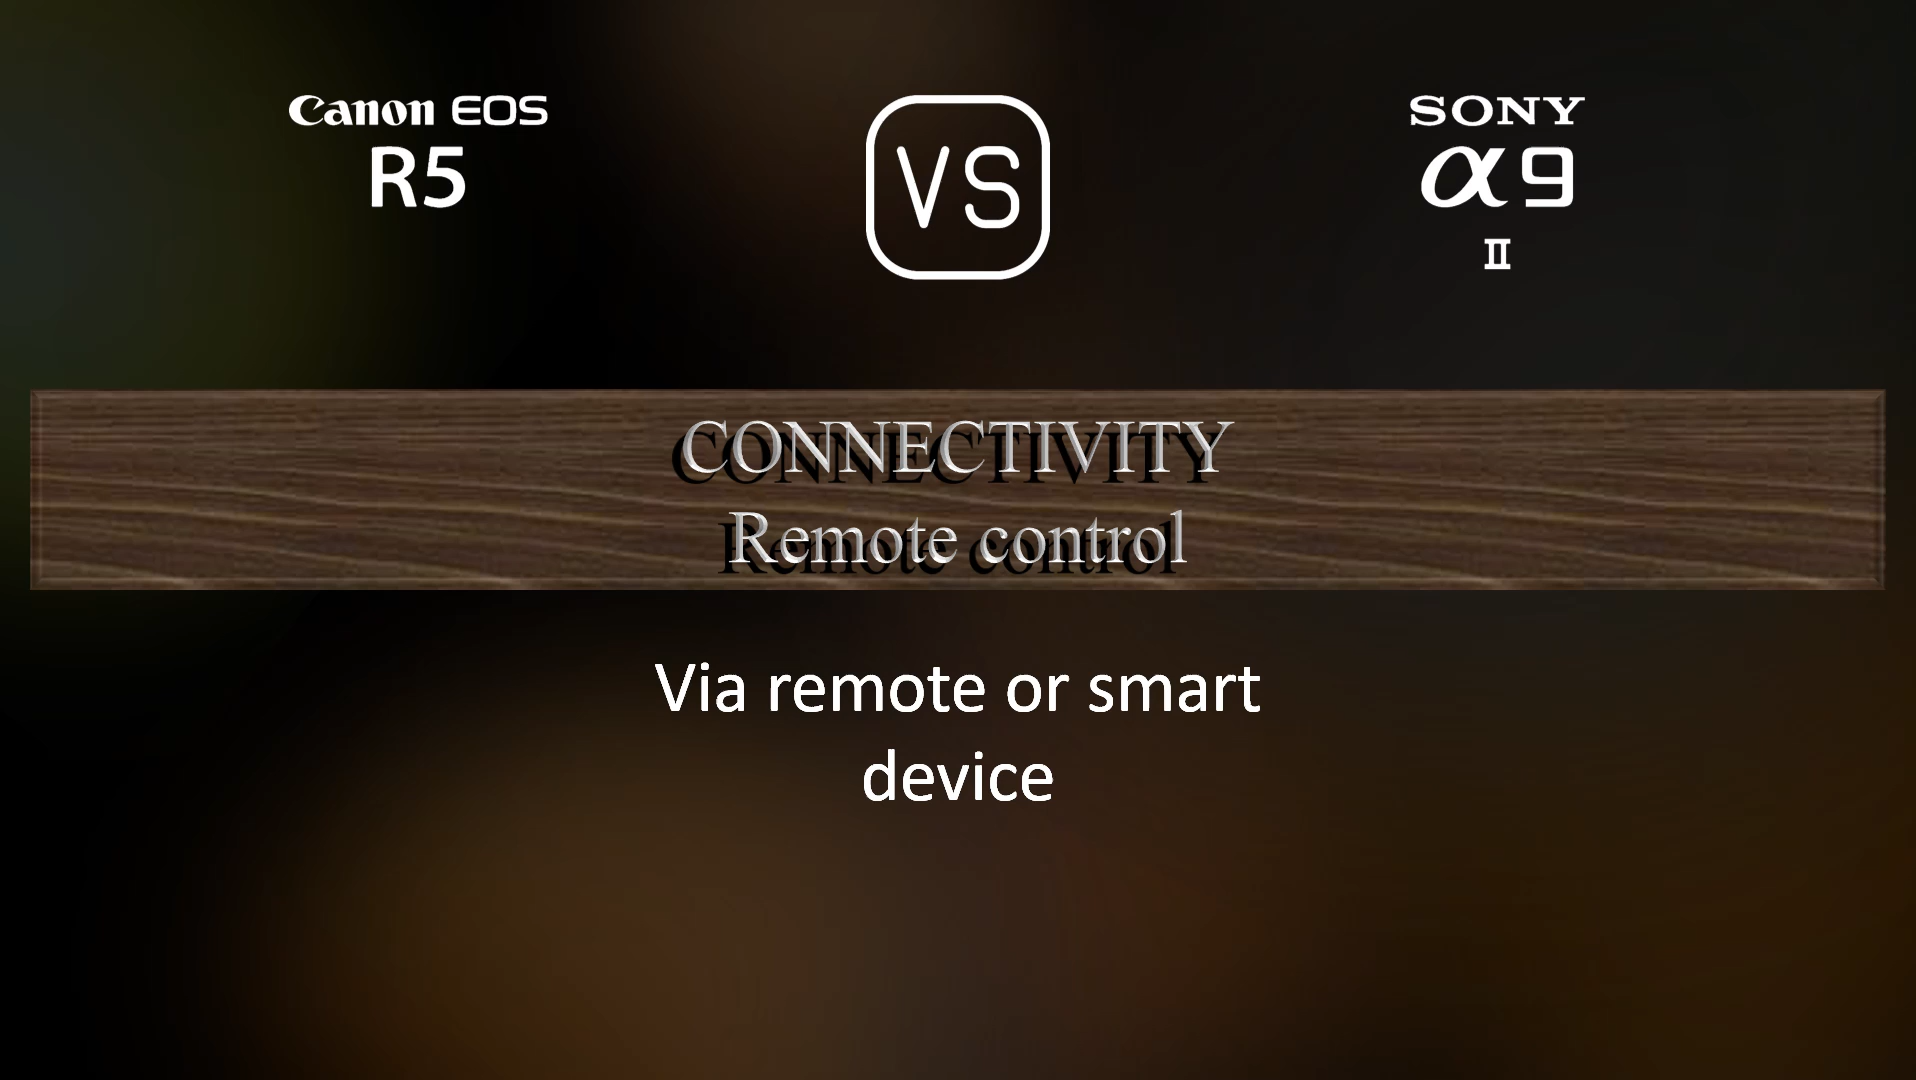 Canon EOS
R5
VS
SONY
α9
II
CONNECTIVITY
Remote control
Via remote or smart
device